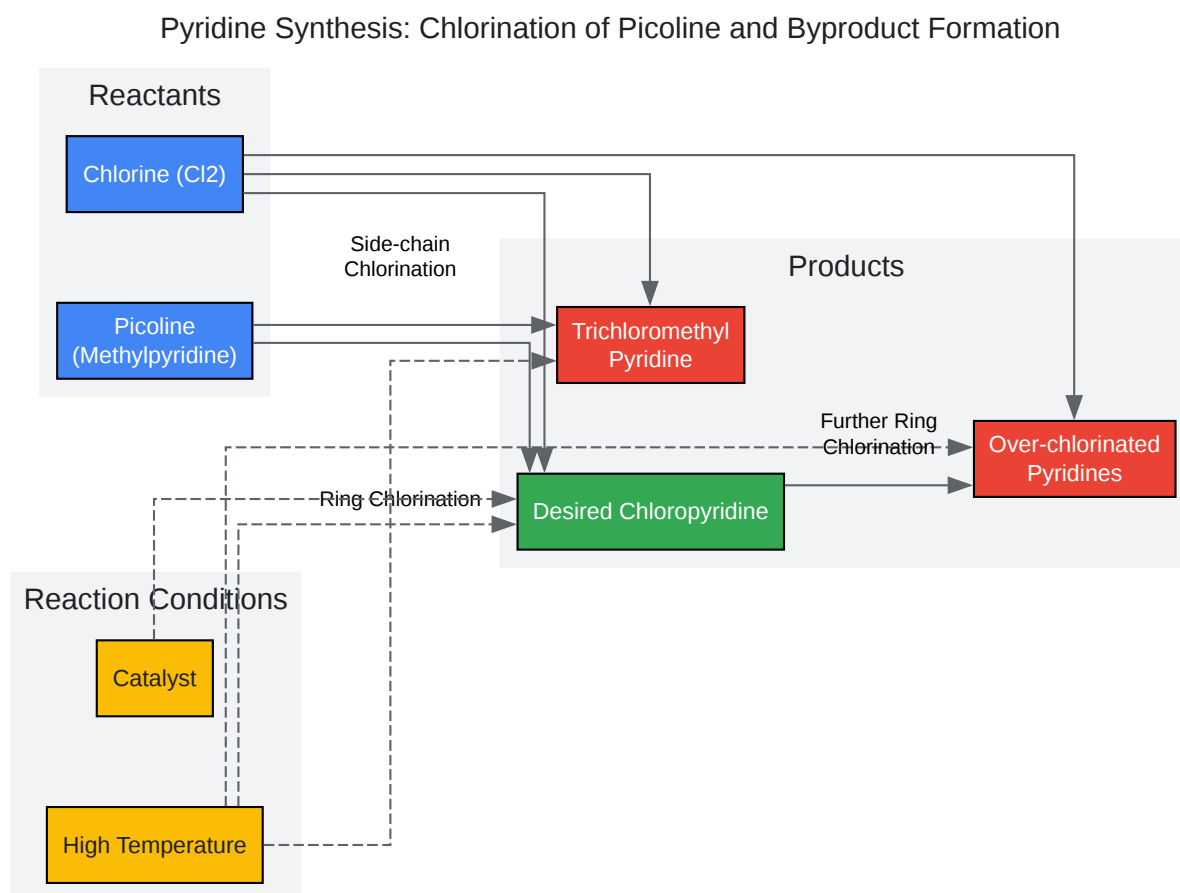 Pyridine Synthesis: Chlorination of Picoline and Byproduct Formation
Reactants
Chlorine (Cl2)
Picoline
(Methylpyridine)
Side-chain
Chlorination
Products
Trichloromethyl
Pyridine
Further Ring
Chlorination
Over-chlorinated
Pyridines
Ring Chlorination
Desired Chloropyridine
Reaction Conditions
Catalyst
High Temperature